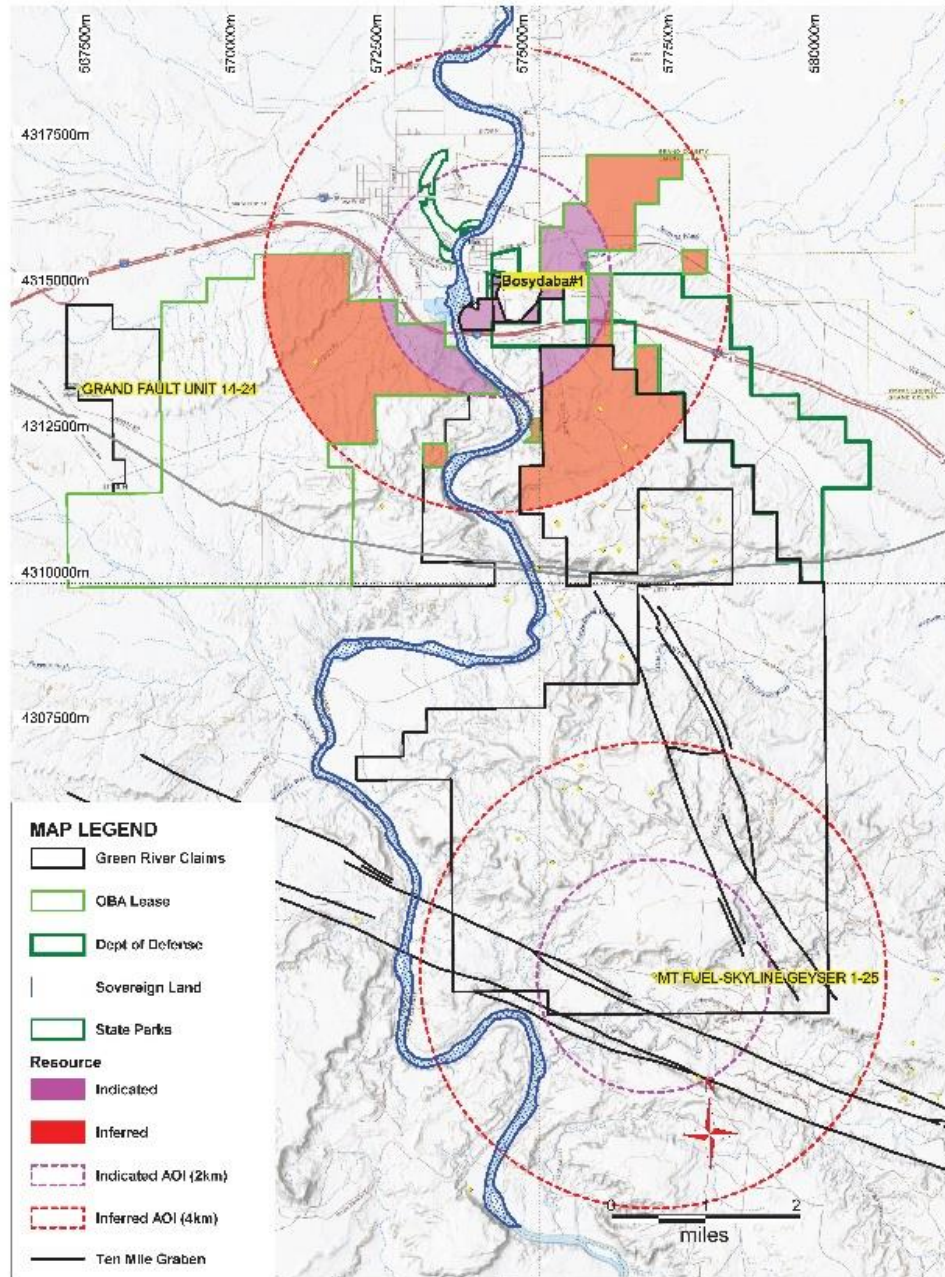 567500m
570000m
572500m
575000m
577500m
580000m
4317500m
4315000m
Bosydaba#1
GRAND FAULT UNIT 14-24
4312500m
4310000m
4307500m
MT FUEL-SKYLINE GEYSER 1-25
MAP LEGEND
Green River Claims
OBA Lease
Dept of Defense
Sovereign Land
State Parks
Resource
Indicated
Inferred
Indicated AOI (2km)
Inferred AOI (4km)
Ten Mile Graben
0 1 2
miles